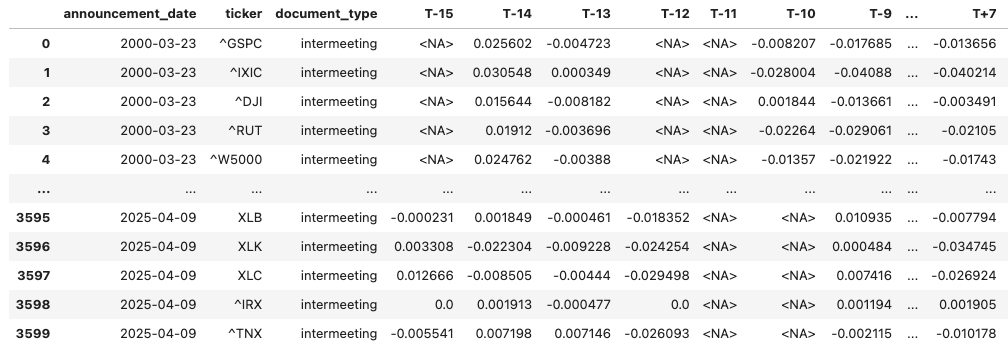 announcement_date ticker document_type T-15 T-14 T-13 T-12 T-11 T-10 T-9 ... T+7
0 2000-03-23 ^GSPC intermeeting <NA> 0.025602 -0.004723 <NA> <NA> -0.008207 -0.017685 ... -0.013656
1 2000-03-23 ^IXIC intermeeting <NA> 0.030548 0.000349 <NA> <NA> -0.028004 -0.04088 ... -0.040214
2 2000-03-23 ^DJI intermeeting <NA> 0.015644 -0.008182 <NA> <NA> 0.001844 -0.013661 ... -0.003491
3 2000-03-23 ^RUT intermeeting <NA> 0.01912 -0.003696 <NA> <NA> -0.02264 -0.029061 ... -0.02105
4 2000-03-23 ^W5000 intermeeting <NA> 0.024762 -0.00388 <NA> <NA> -0.01357 -0.021922 ... -0.01743
... ... ... ... ... ... ... ... ... ... ... ... ...
3595 2025-04-09 XLB intermeeting -0.000231 0.001849 -0.000461 -0.018352 <NA> <NA> 0.010935 ... -0.007794
3596 2025-04-09 XLK intermeeting 0.003308 -0.022304 -0.009228 -0.024254 <NA> <NA> 0.000484 ... -0.034745
3597 2025-04-09 XLC intermeeting 0.012666 -0.008505 -0.00444 -0.029498 <NA> <NA> 0.007416 ... -0.026924
3598 2025-04-09 ^IRX intermeeting 0.0 0.001913 -0.000477 0.0 <NA> <NA> 0.001194 ... 0.001905
3599 2025-04-09 ^TNX intermeeting -0.005541 0.007198 0.007146 -0.026093 <NA> <NA> -0.002115 ... -0.010178